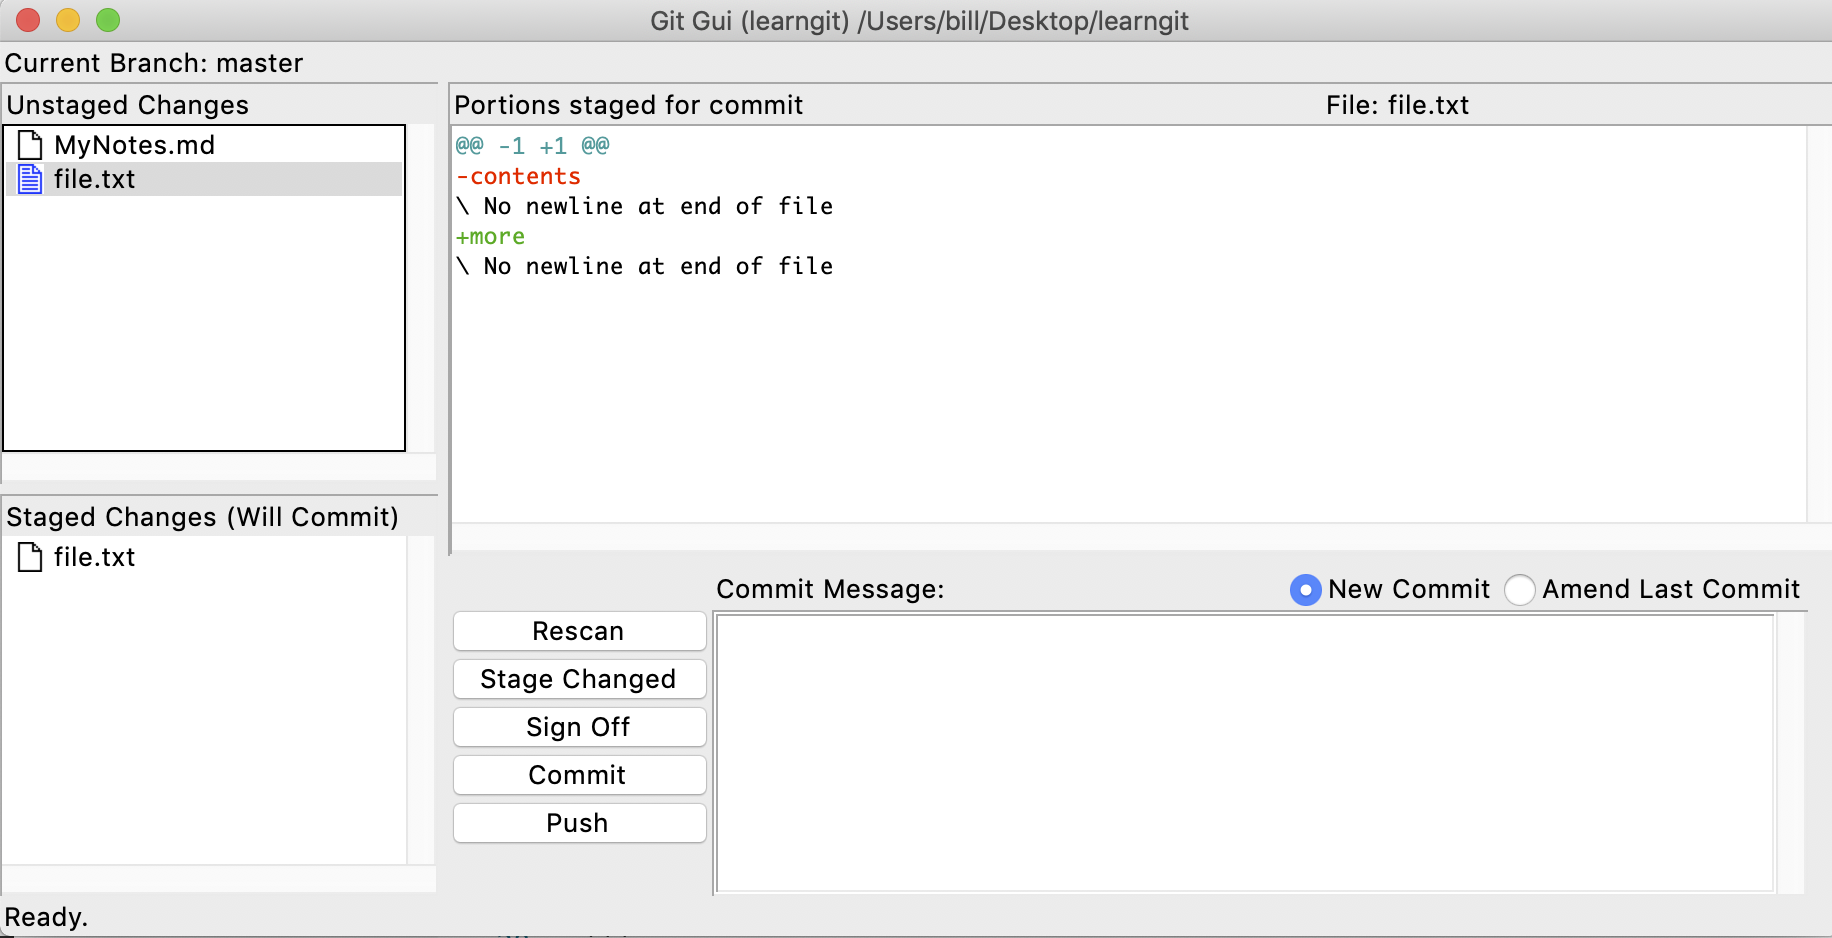 Git Gui (learngit) /Users/bill/Desktop/learngit
Current Branch: master
Unstaged Changes
MyNotes.md
file.txt
Staged Changes (Will Commit)
file.txt
Portions staged for commit File: file.txt
@@ -1 +1 @@
-contents
\ No newline at end of file
+more
\ No newline at end of file
Commit Message: New Commit Amend Last Commit
Rescan
Stage Changed
Sign Off
Commit
Push
Ready.